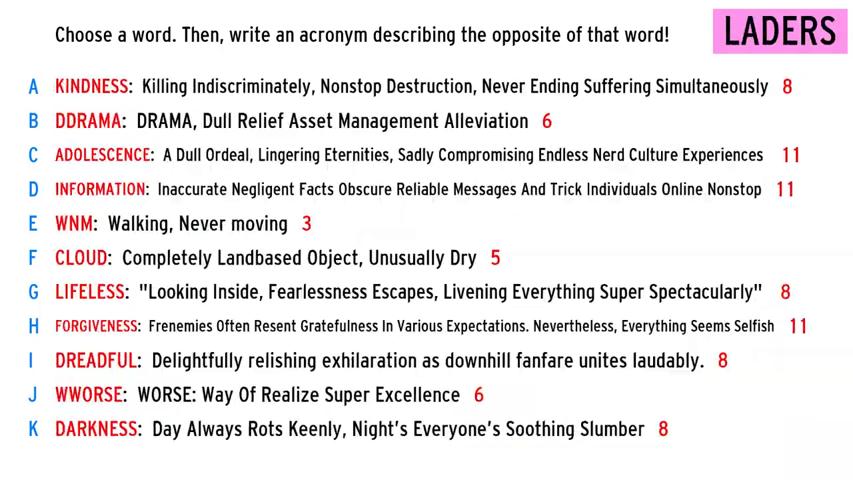 Choose a word. Then, write an acronym describing the opposite of that word!
LADERS
A KINDNESS: Killing Indiscriminately, Nonstop Destruction, Never Ending Suffering Simultaneously 8
B DDRAMA: DRAMA, Dull Relief Asset Management Alleviation 6
C ADOLESCENCE: A Dull Ordeal, Lingering Eternities, Sadly Compromising Endless Nerd Culture Experiences 11
D INFORMATION: Inaccurate Negligent Facts Obscure Reliable Messages And Trick Individuals Online Nonstop 11
E WNM: Walking, Never moving 3
F CLOUD: Completely Landbased Object, Unusually Dry 5
G LIFELESS: "Looking Inside, Fearlessness Escapes, Livening Everything Super Spectacularly" 8
H FORGIVENESS: Frenemies Often Resent Gratefulness In Various Expectations. Nevertheless, Everything Seems Selfish 11
I DREADFUL: Delightfully relishing exhilaration as downhill fanfare unites laudably. 8
J WWORSE: WORSE: Way Of Realize Super Excellence 6
K DARKNESS: Day Always Rots Keenly, Night's Everyone's Soothing Slumber 8